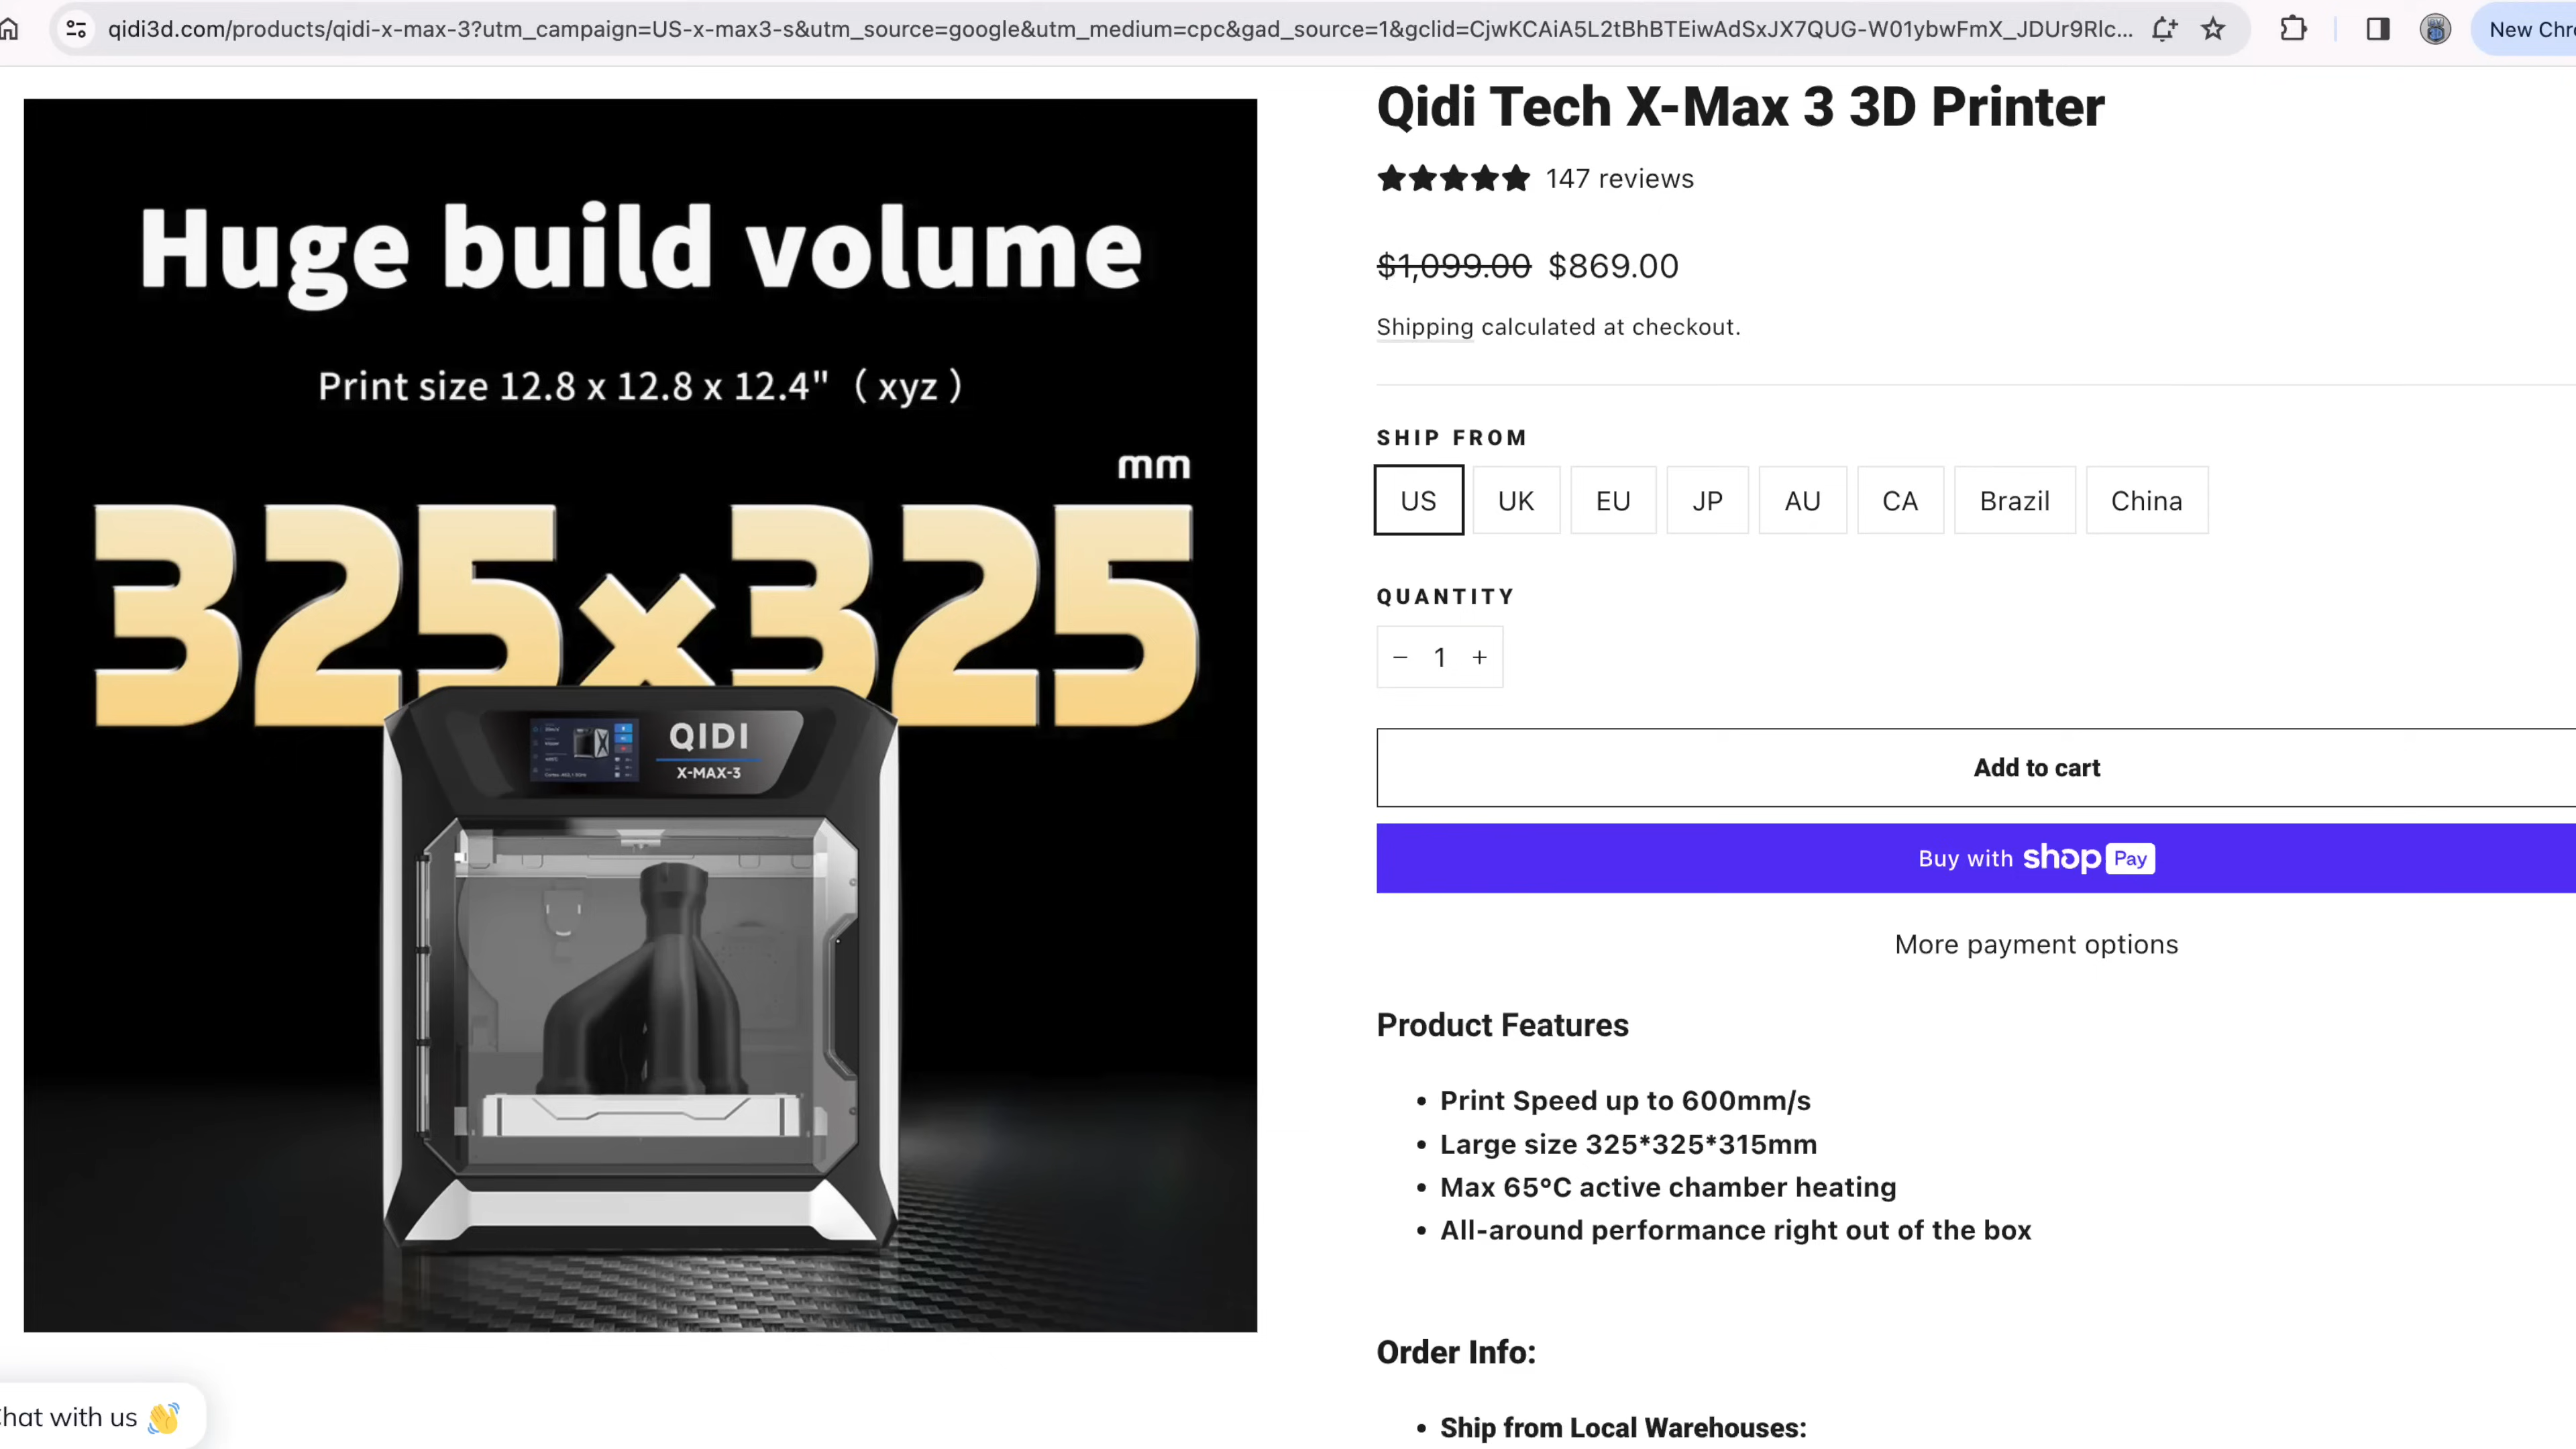 qidi3d.com/products/qidi-x-max-3?utm_campaign=US-x-max3-s&utm_source=google&utm_medium=cpc&gad_source=1&gclid=CjwKCAiA5L2tBhBTEiwAdSxJX7QUG-W01ybwFmX_JDUr9Rlc...
New Chr
Huge build volume
Print size 12.8 x 12.8 x 12.4" ( xyz )
mm
325×325
QIDI
X-MAX-3
Chat with us 👋
Qidi Tech X-Max 3 3D Printer
★★★★★ 147 reviews
$1,099.00 $869.00
Shipping calculated at checkout.
SHIP FROM
US UK EU JP AU CA Brazil China
QUANTITY
− 1 +
Add to cart
Buy with shop Pay
More payment options
Product Features
• Print Speed up to 600mm/s
• Large size 325*325*315mm
• Max 65°C active chamber heating
• All-around performance right out of the box
Order Info:
• Ship from Local Warehouses: